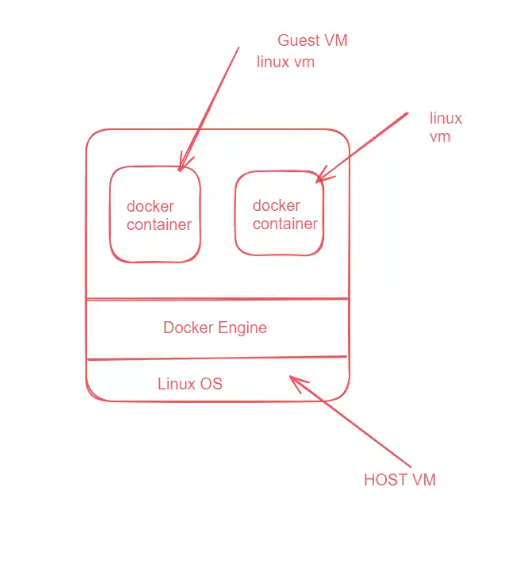 Guest VM
linux vm
linux
vm
docker
container
docker
container
Docker Engine
Linux OS
HOST VM